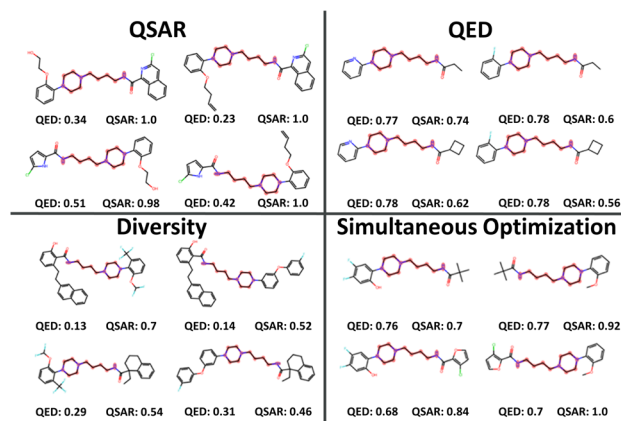 QSAR
QED: 0.34 QSAR: 1.0 QED: 0.23 QSAR: 1.0
QED: 0.51 QSAR: 0.98 QED: 0.42 QSAR: 1.0
QED
QED: 0.77 QSAR: 0.74 QED: 0.78 QSAR: 0.6
QED: 0.78 QSAR: 0.62 QED: 0.78 QSAR: 0.56
Diversity
QED: 0.13 QSAR: 0.7 QED: 0.14 QSAR: 0.52
QED: 0.29 QSAR: 0.54 QED: 0.31 QSAR: 0.46
Simultaneous Optimization
QED: 0.76 QSAR: 0.7 QED: 0.77 QSAR: 0.92
QED: 0.68 QSAR: 0.84 QED: 0.7 QSAR: 1.0